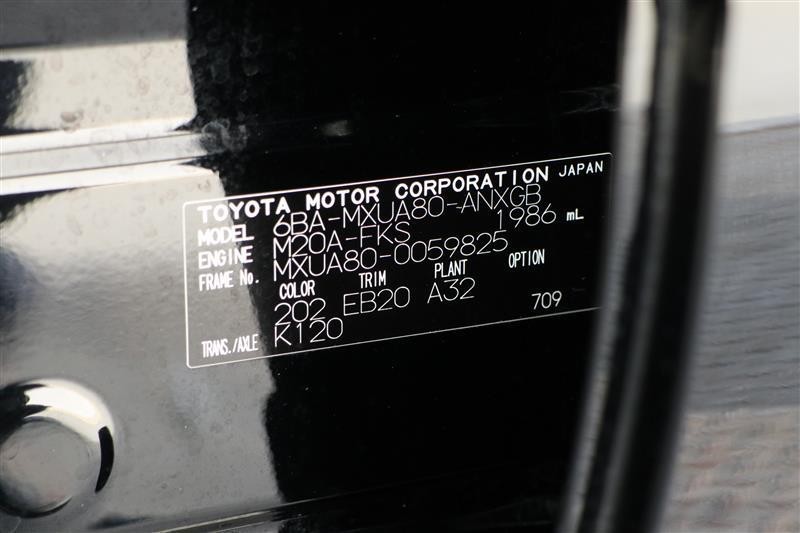 TOYOTA MOTOR CORPORATION JAPAN
MODEL 6BA-MXUA80-ANXGB
ENGINE M20A-FKS 1986 mL
FRAME No. MXUA80-0059825
COLOR TRIM PLANT OPTION
202 EB20 A32
TRANS./AXLE K120 709